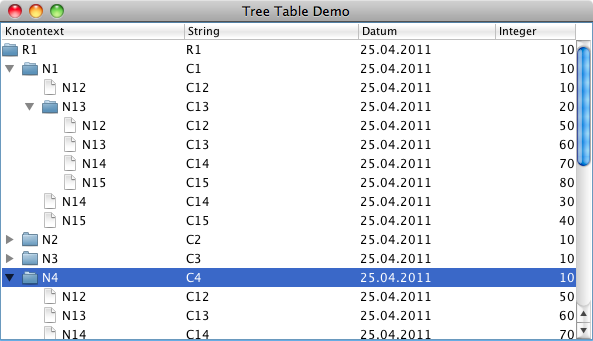 Tree Table Demo
Knotentext String Datum Integer
R1 R1 25.04.2011 10
N1 C1 25.04.2011 10
N12 C12 25.04.2011 10
N13 C13 25.04.2011 20
N12 C12 25.04.2011 50
N13 C13 25.04.2011 60
N14 C14 25.04.2011 70
N15 C15 25.04.2011 80
N14 C14 25.04.2011 30
N15 C15 25.04.2011 40
N2 C2 25.04.2011 10
N3 C3 25.04.2011 10
N4 C4 25.04.2011 10
N12 C12 25.04.2011 50
N13 C13 25.04.2011 60
N14 C14 25.04.2011 70